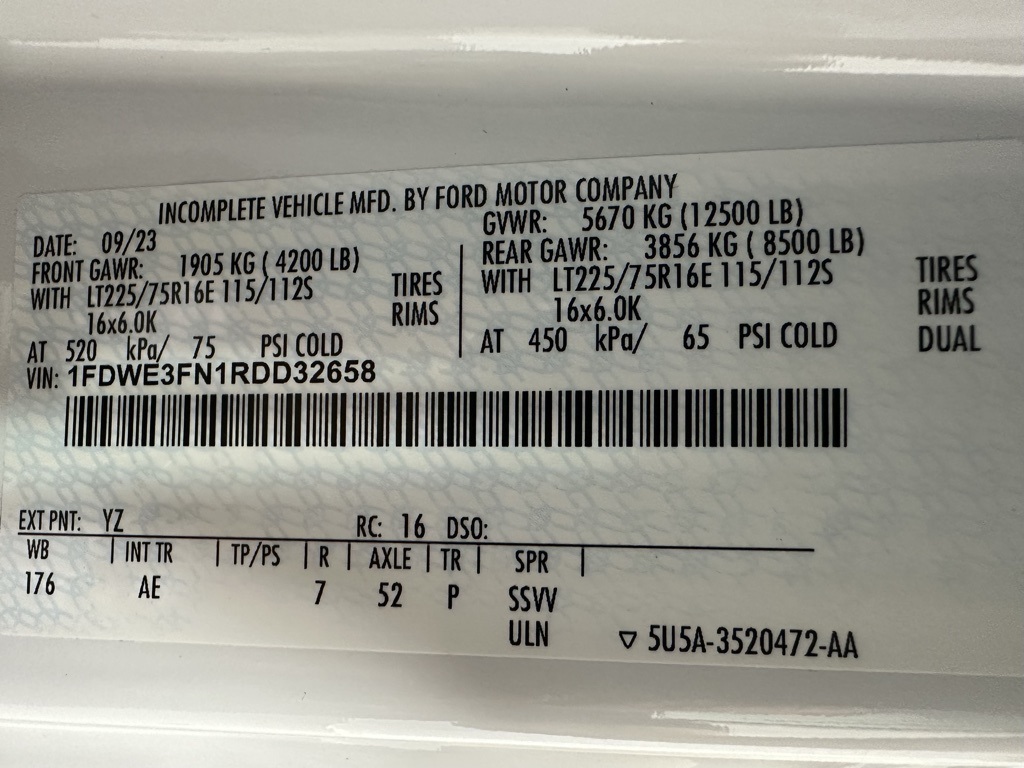 INCOMPLETE VEHICLE MFD. BY FORD MOTOR COMPANY
DATE: 09/23
GVWR: 5670 KG (12500 LB)
FRONT GAWR: 1905 KG ( 4200 LB)
REAR GAWR: 3856 KG ( 8500 LB)
WITH LT225/75R16E 115/112S TIRES
WITH LT225/75R16E 115/112S TIRES
16x6.0K RIMS
16x6.0K RIMS
AT 520 kPa/ 75 PSI COLD
AT 450 kPa/ 65 PSI COLD DUAL
VIN: 1FDWE3FN1RDD32658
EXT PNT: YZ RC: 16 DSO:
WB | INT TR | TP/PS | R | AXLE | TR | SPR |
176 AE 7 52 P SSVV
ULN ▽ 5U5A-3520472-AA